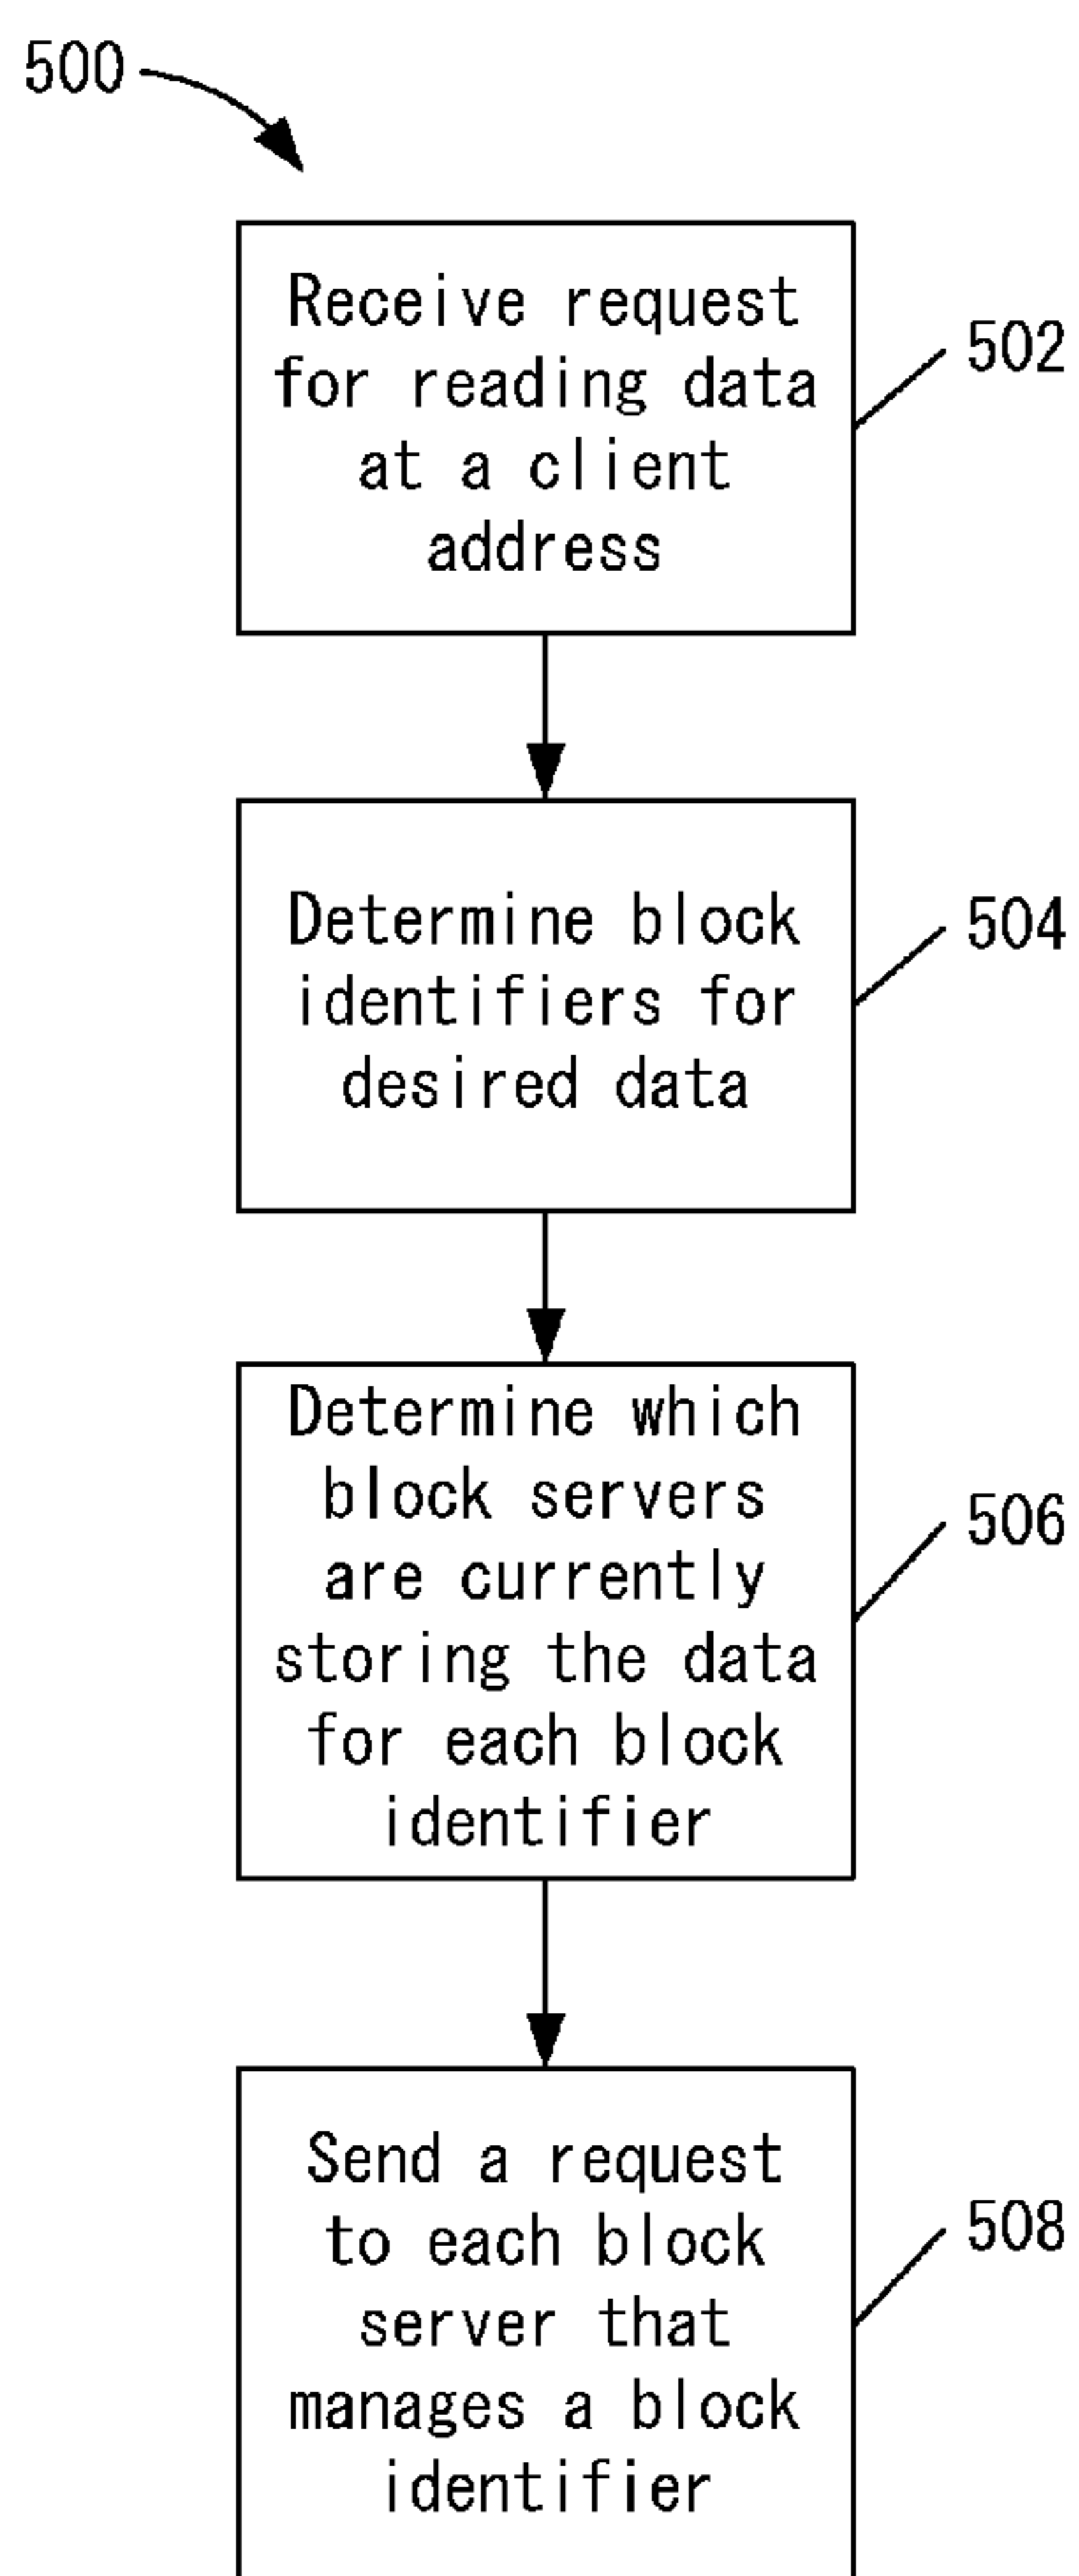 500
Receive request
for reading data
at a client
address
502
Determine block
identifiers for
desired data
504
Determine which
block servers
are currently
storing the data
for each block
identifier
506
Send a request
to each block
server that
manages a block
identifier
508